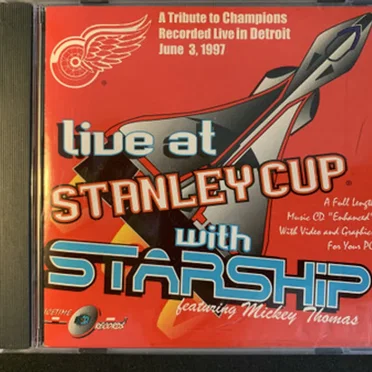 A Tribute to Champions
Recorded Live in Detroit
June 3, 1997
live at
STANLEY CUP
A Full Length
Music CD "Enhanced"
With Video and Graphics
For Your PC
with
STARSHIP
featuring Mickey Thomas
RECORDS